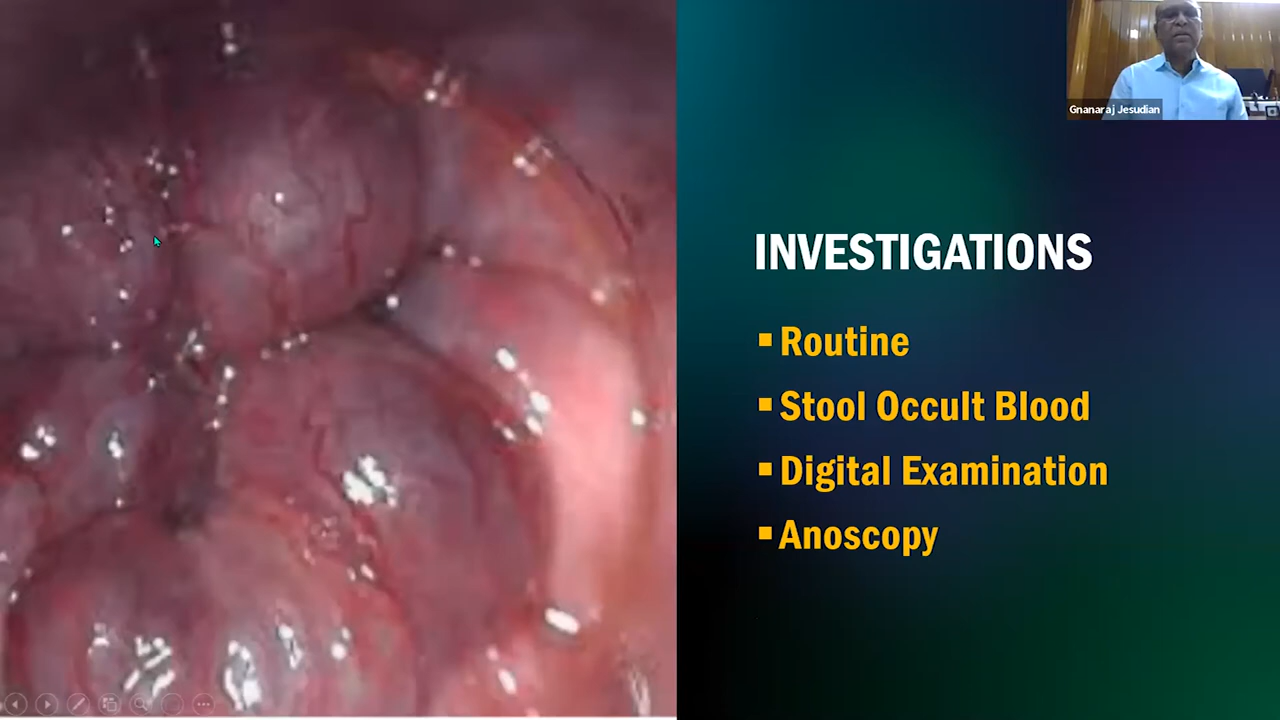 Gnanaraj Jesudian
INVESTIGATIONS
▪ Routine
▪ Stool Occult Blood
▪ Digital Examination
▪ Anoscopy